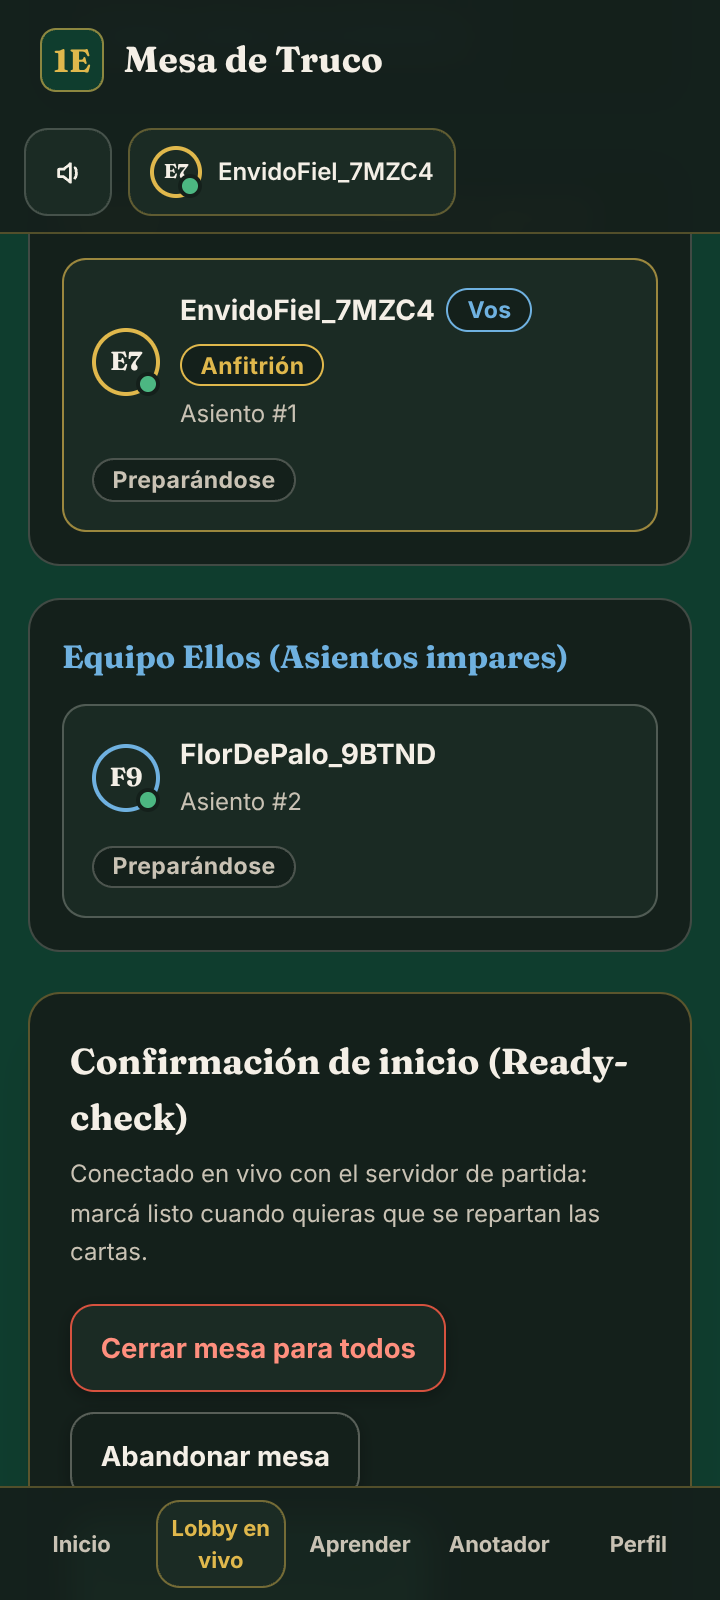 1E
Mesa de Truco
E7
EnvidoFiel_7MZC4
EnvidoFiel_7MZC4
Vos
E7
Anfitrión
Asiento #1
Preparándose
Equipo Ellos (Asientos impares)
F9
FlorDePalo_9BTND
Asiento #2
Preparándose
Confirmación de inicio (Ready-
check)
Conectado en vivo con el servidor de partida:
marcá listo cuando quieras que se repartan las
cartas.
Cerrar mesa para todos
Abandonar mesa
Inicio
Lobby en
vivo
Aprender
Anotador
Perfil